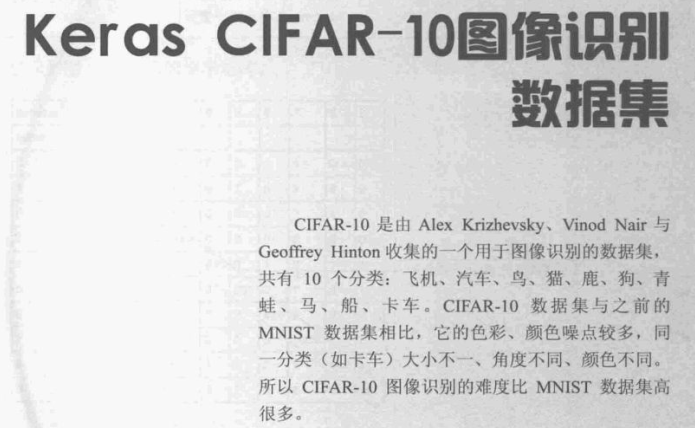 Keras CIFAR-10图像识别
数据集
CIFAR-10 是由 Alex Krizhevsky、Vinod Nair 与
Geoffrey Hinton 收集的一个用于图像识别的数据集，
共有 10 个分类：飞机、汽车、鸟、猫、鹿、狗、青
蛙、马、船、卡车。CIFAR-10 数据集与之前的
MNIST 数据集相比，它的色彩、颜色噪点较多，同
一分类（如卡车）大小不一、角度不同、颜色不同。
所以 CIFAR-10 图像识别的难度比 MNIST 数据集高
很多。